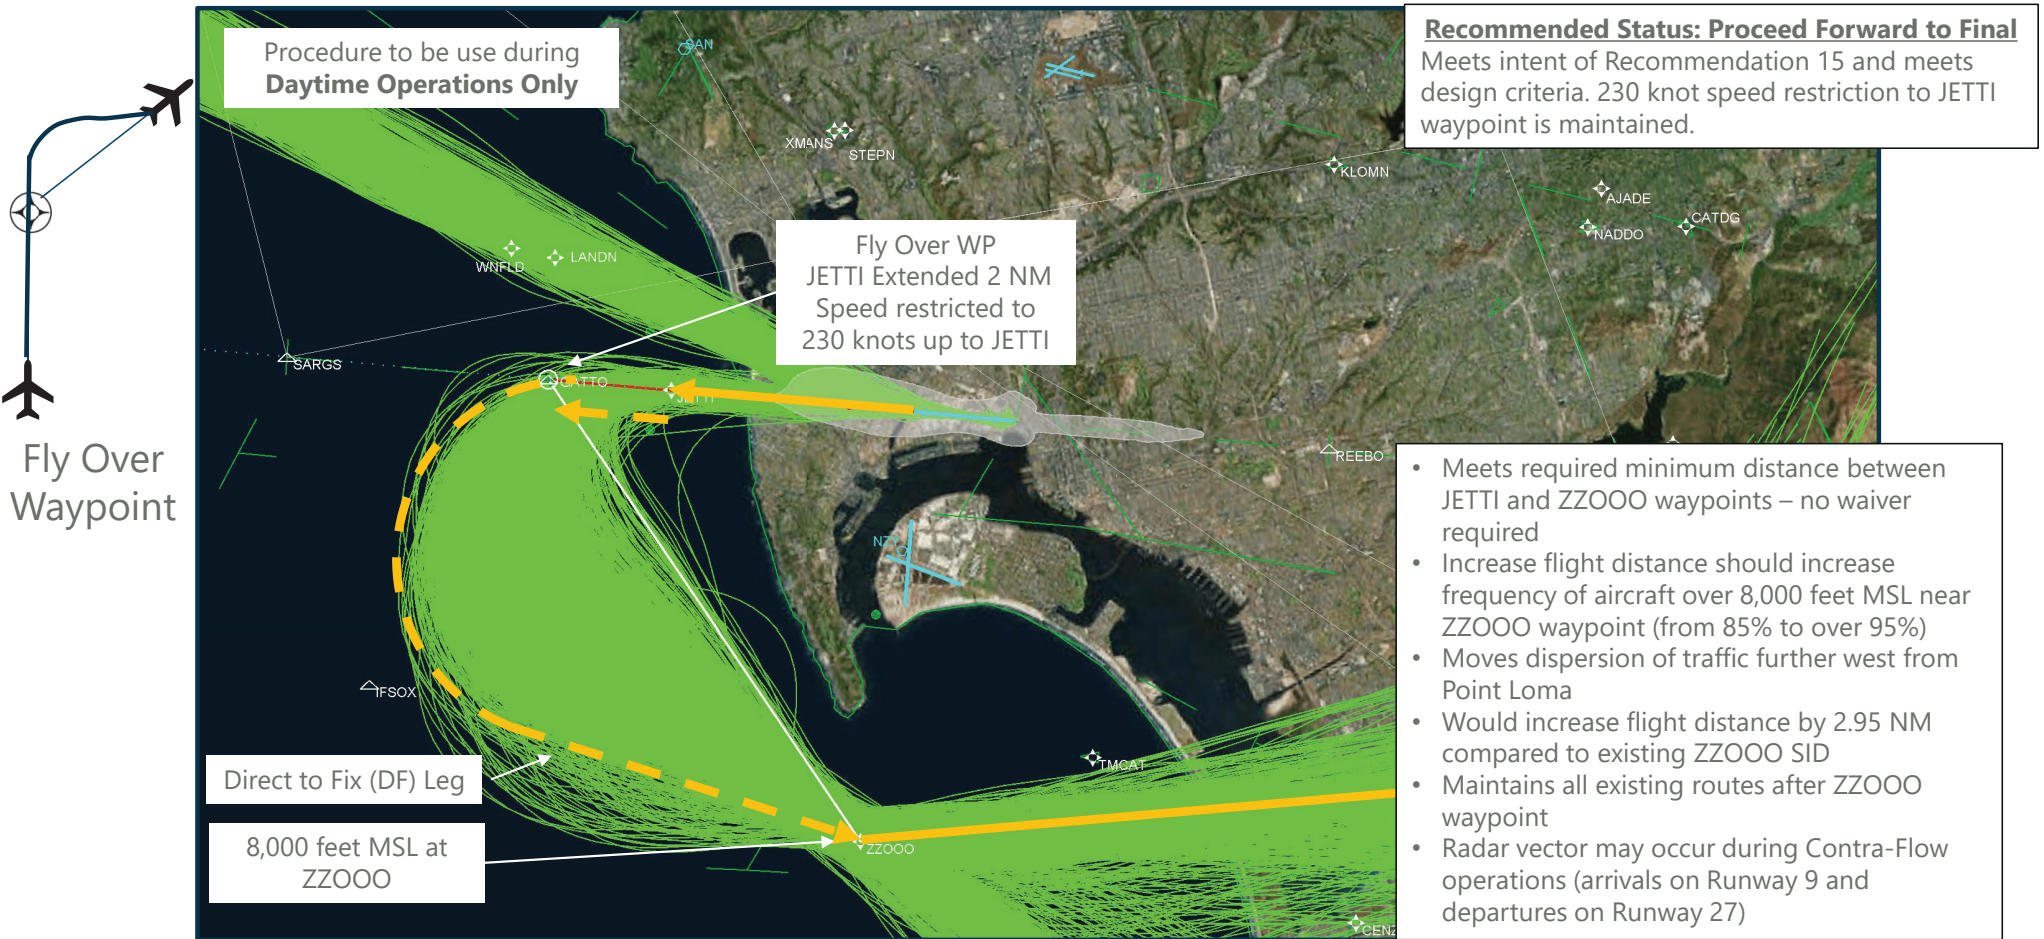 Procedure to be use during
Daytime Operations Only
Recommended Status: Proceed Forward to Final
Meets intent of Recommendation 15 and meets
design criteria. 230 knot speed restriction to JETTI
waypoint is maintained.
SAN
XMANS
STEPN
KLOMN
AJADE
CATDG
NADDO
WNFLD
LANDN
Fly Over WP
JETTI Extended 2 NM
Speed restricted to
230 knots up to JETTI
SARGS
JETTI
REEBO
Fly Over
Waypoint
IFSOX
TMCAT
ZZOOO
Direct to Fix (DF) Leg
8,000 feet MSL at
ZZOOO
• Meets required minimum distance between
JETTI and ZZOOO waypoints – no waiver
required
• Increase flight distance should increase
frequency of aircraft over 8,000 feet MSL near
ZZOOO waypoint (from 85% to over 95%)
• Moves dispersion of traffic further west from
Point Loma
• Would increase flight distance by 2.95 NM
compared to existing ZZOOO SID
• Maintains all existing routes after ZZOOO
waypoint
• Radar vector may occur during Contra-Flow
operations (arrivals on Runway 9 and
departures on Runway 27)
CENZ